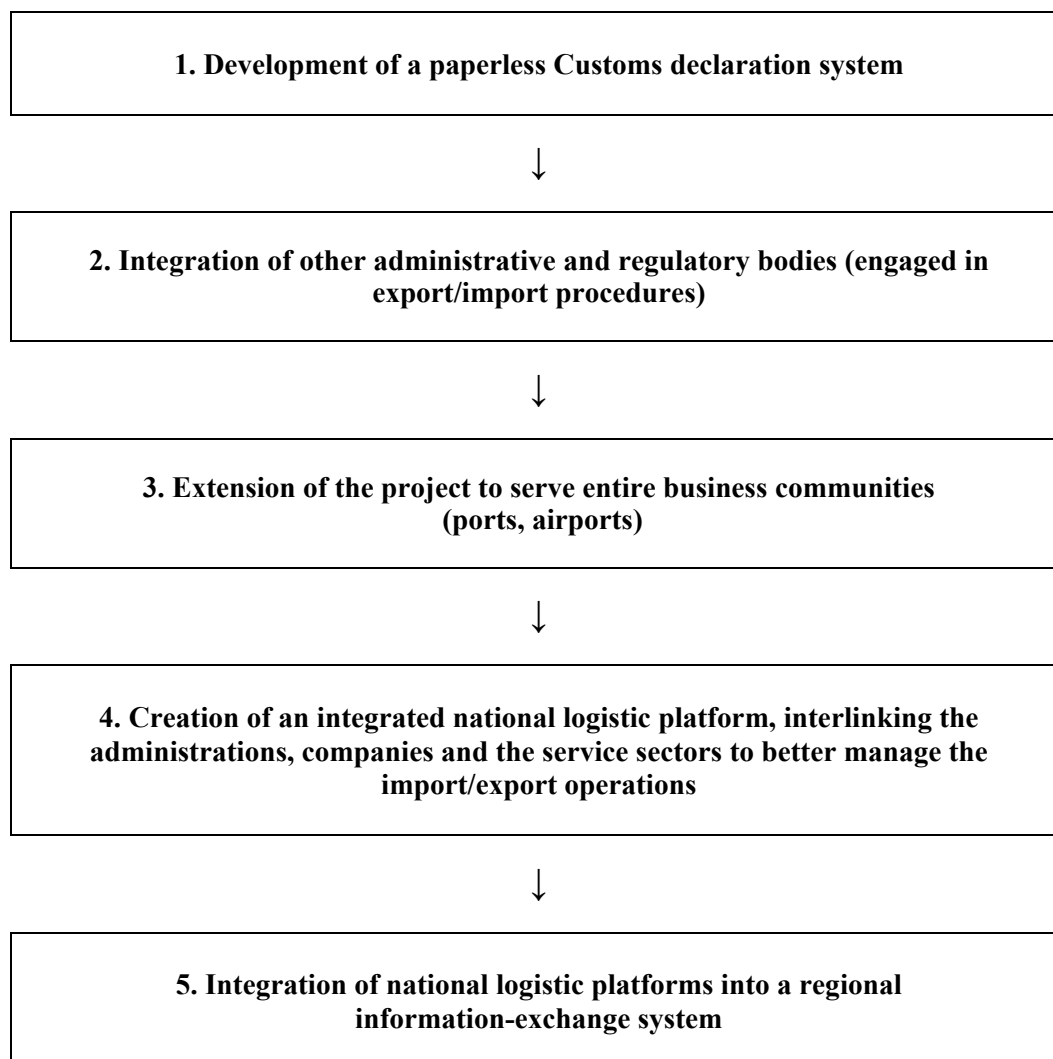 1. Development of a paperless Customs declaration system
↓
2. Integration of other administrative and regulatory bodies (engaged in
export/import procedures)
↓
3. Extension of the project to serve entire business communities
(ports, airports)
↓
4. Creation of an integrated national logistic platform, interlinking the
administrations, companies and the service sectors to better manage the
import/export operations
↓
5. Integration of national logistic platforms into a regional
information-exchange system